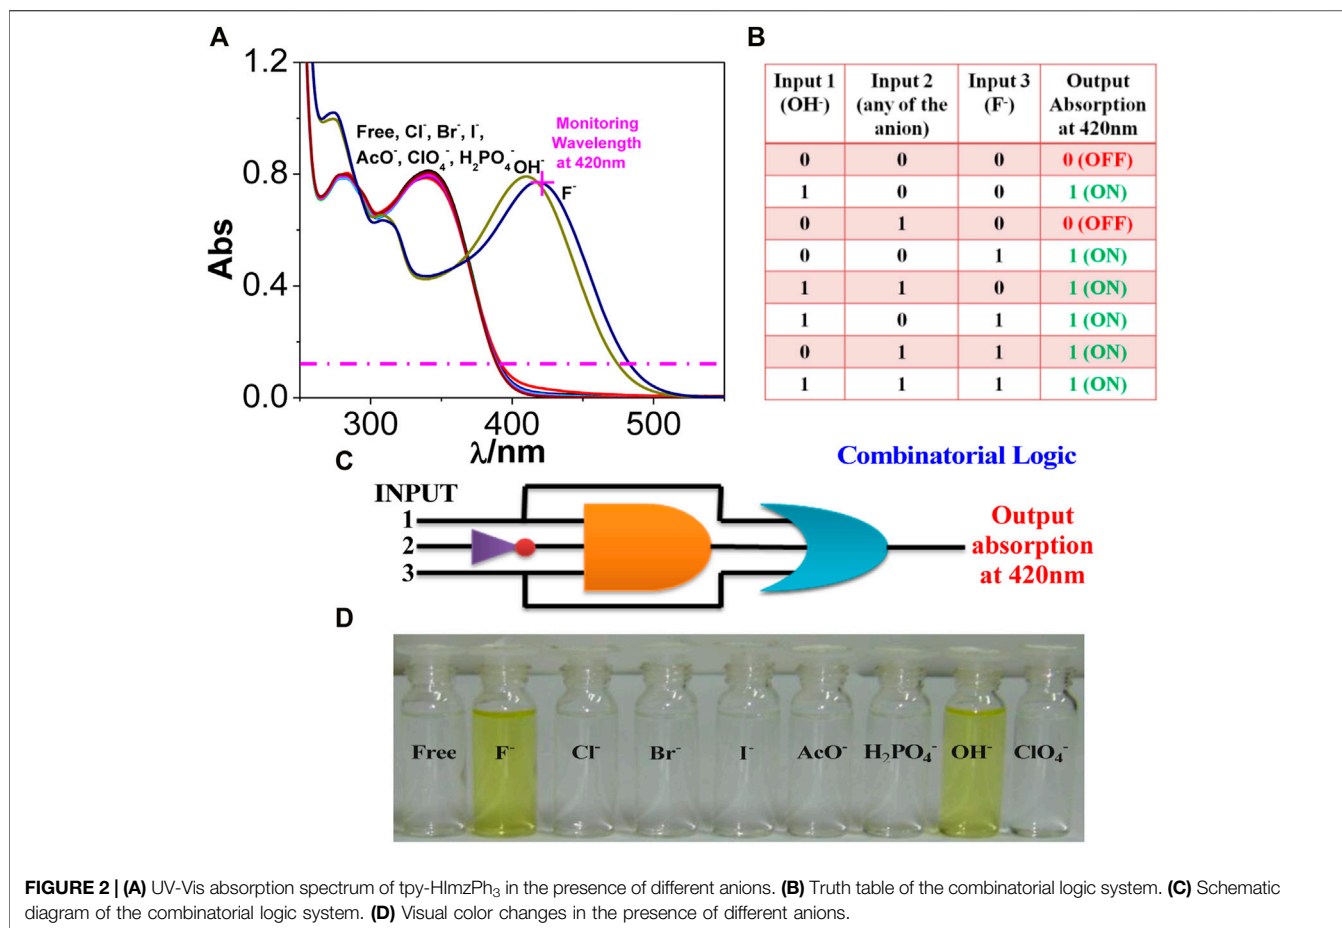 A
1.2
0.8
0.4
0.0
Abs
300
400
500
λ/nm
Free, Cl⁻, Br⁻, I⁻,
AcO⁻, ClO₄⁻, H₂PO₄⁻
OH⁻
F⁻
Monitoring
Wavelength
at 420nm
B
Input 1 (OH⁻) Input 2 (any of the anion) Input 3 (F⁻) Output Absorption at 420nm
0 0 0 0 (OFF)
1 0 0 1 (ON)
0 1 0 0 (OFF)
0 0 1 1 (ON)
1 1 0 1 (ON)
1 0 1 1 (ON)
0 1 1 1 (ON)
1 1 1 1 (ON)
C
Combinatorial Logic
INPUT
1
2
3
Output
absorption
at 420nm
D
Free F⁻ Cl⁻ Br⁻ I⁻ AcO⁻ H₂PO₄⁻ OH⁻ ClO₄⁻
FIGURE 2 | (A) UV-Vis absorption spectrum of tpy-HImzPh₃ in the presence of different anions. (B) Truth table of the combinatorial logic system. (C) Schematic
diagram of the combinatorial logic system. (D) Visual color changes in the presence of different anions.